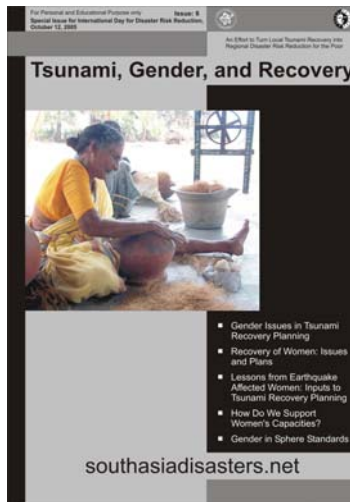 For Personal and Educational Purpose only
Issue: 6
Special Issue for International Day for Disaster Risk Reduction,
October 12, 2005
An Effort to Turn Local Tsunami Recovery into
Regional Disaster Risk Reduction for the Poor
Tsunami, Gender, and Recovery
Gender Issues in Tsunami
Recovery Planning
Recovery of Women: Issues
and Plans
Lessons from Earthquake
Affected Women: Inputs to
Tsunami Recovery Planning
How Do We Support
Women's Capacities?
Gender in Sphere Standards
southasiadisasters.net